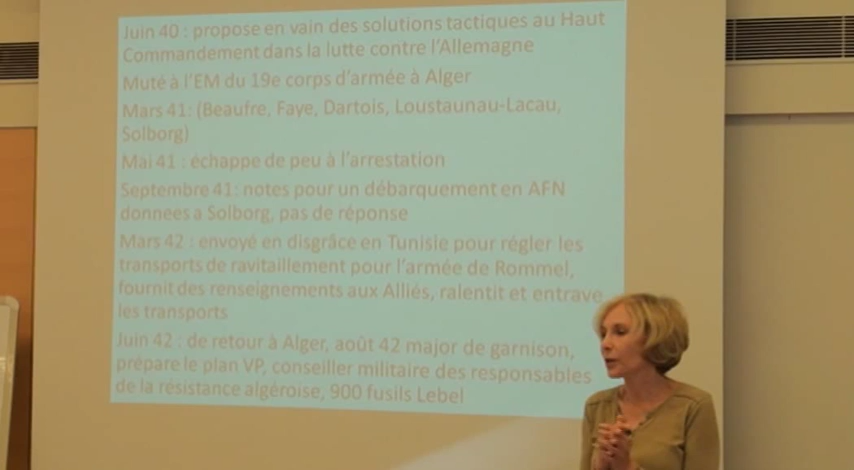 Juin 40 : propose en vain des solutions tactiques au Haut
Commandement dans la lutte contre l'Allemagne
Muté à l'EM du 19e corps d'armée à Alger
Mars 41: (Beaufre, Faye, Dartois, Loustaunau-Lacau,
Solborg)
Mai 41 : échappe de peu à l'arrestation
Septembre 41: notes pour un débarquement en AFN
donnees a Solborg, pas de réponse
Mars 42 : envoyé en disgrâce en Tunisie pour régler les
transports de ravitaillement pour l'armée de Rommel,
fournit des renseignements aux Alliés, ralentit et entrave
les transports
Juin 42 : de retour à Alger, août 42 major de garnison,
prépare le plan VP, conseiller militaire des responsables
de la résistance algéroise, 900 fusils Lebel